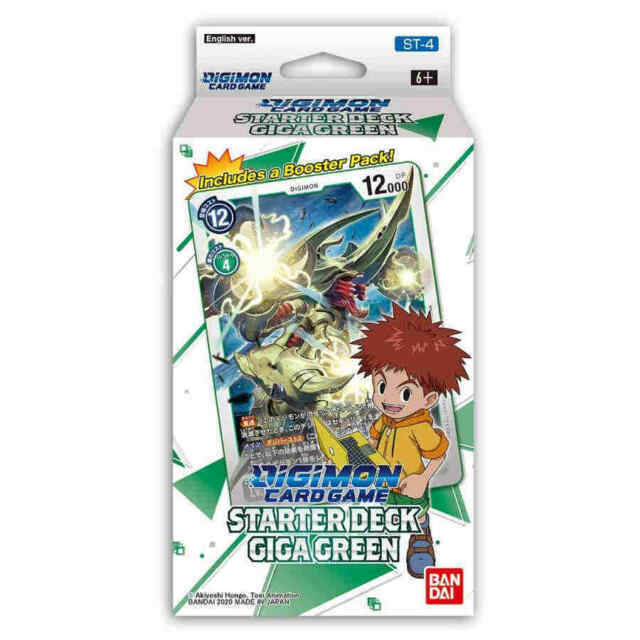 English ver.
ST-4
DIGIMON
CARD GAME
6+
DIGIMON
CARD GAME
STARTER DECK
GIGA GREEN
Includes a Booster Pack!
DIGIMON
DP
12000
12
4
DIGIMON
CARD GAME
STARTER DECK
GIGA GREEN
BAN
DAI
© Akiyoshi Hongo, Toei Animation
BANDAI 2020 MADE IN JAPAN